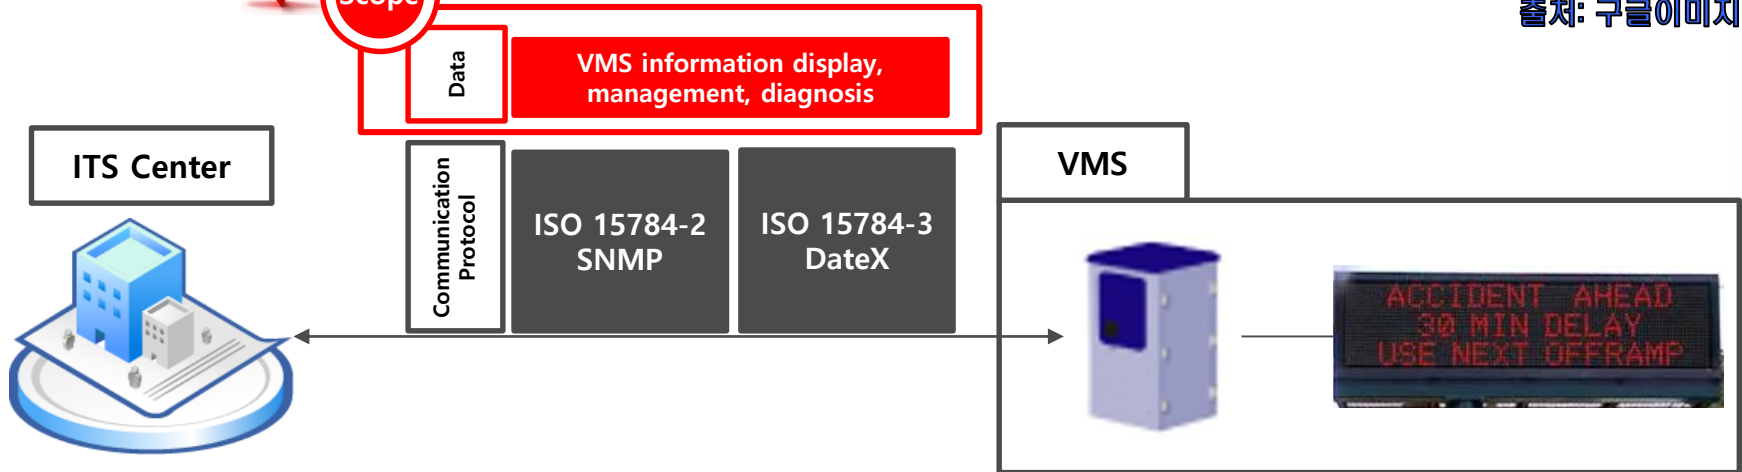 Scope
출처: 구글이미지
Data
VMS information display,
management, diagnosis
ITS Center
Communication
Protocol
ISO 15784-2
SNMP
ISO 15784-3
DateX
VMS
ACCIDENT AHEAD
30 MIN DELAY
USE NEXT OFFRAMP